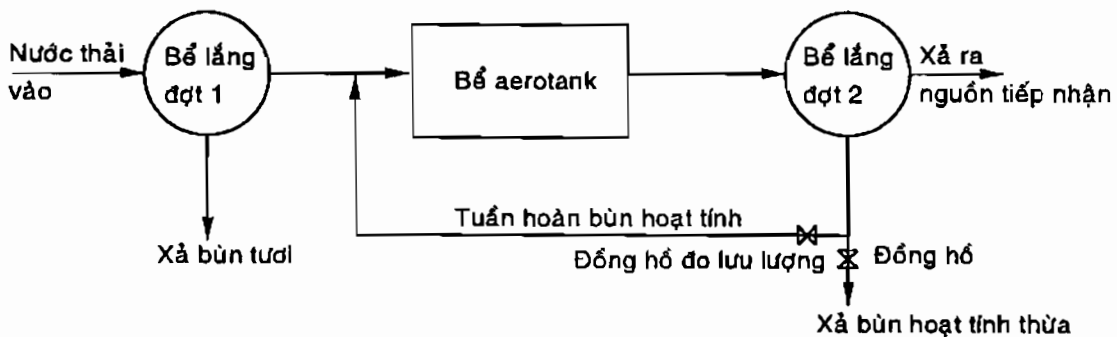 Nước thải
vào
Bể lắng
đợt 1
Bể aerotank
Bể lắng
đợt 2
Xả ra
nguồn tiếp nhận
Tuần hoàn bùn hoạt tính
Xả bùn tươi
Đồng hồ đo lưu lượng
Đồng hồ
Xả bùn hoạt tính thừa